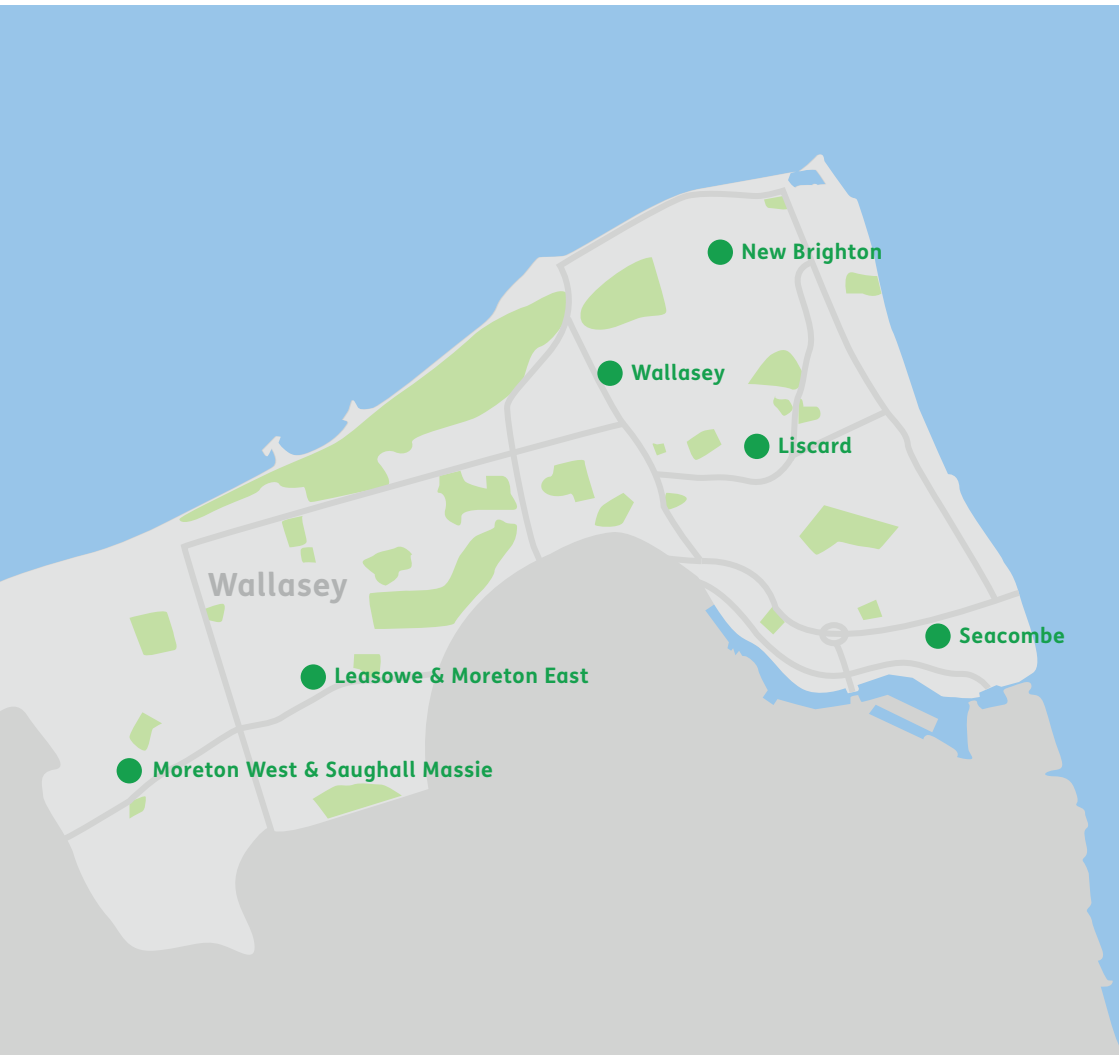 New Brighton
Wallasey
Liscard
Wallasey
Seacombe
Leasowe & Moreton East
Moreton West & Saughall Massie